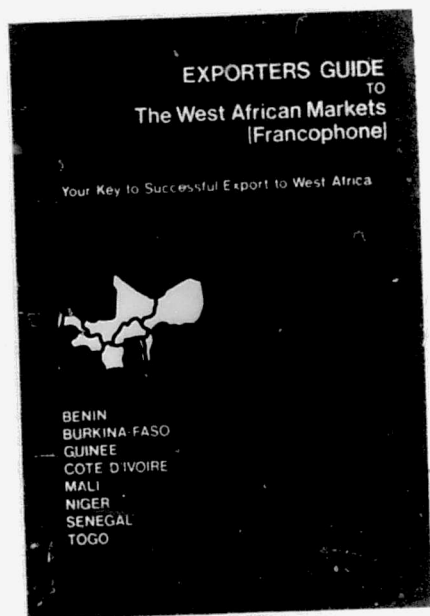 EXPORTERS GUIDE
TO
The West African Markets
[Francophone]
Your Key to Successful Export to West Africa
BENIN
BURKINA-FASO
GUINEE
COTE D'IVOIRE
MALI
NIGER
SENEGAL
TOGO